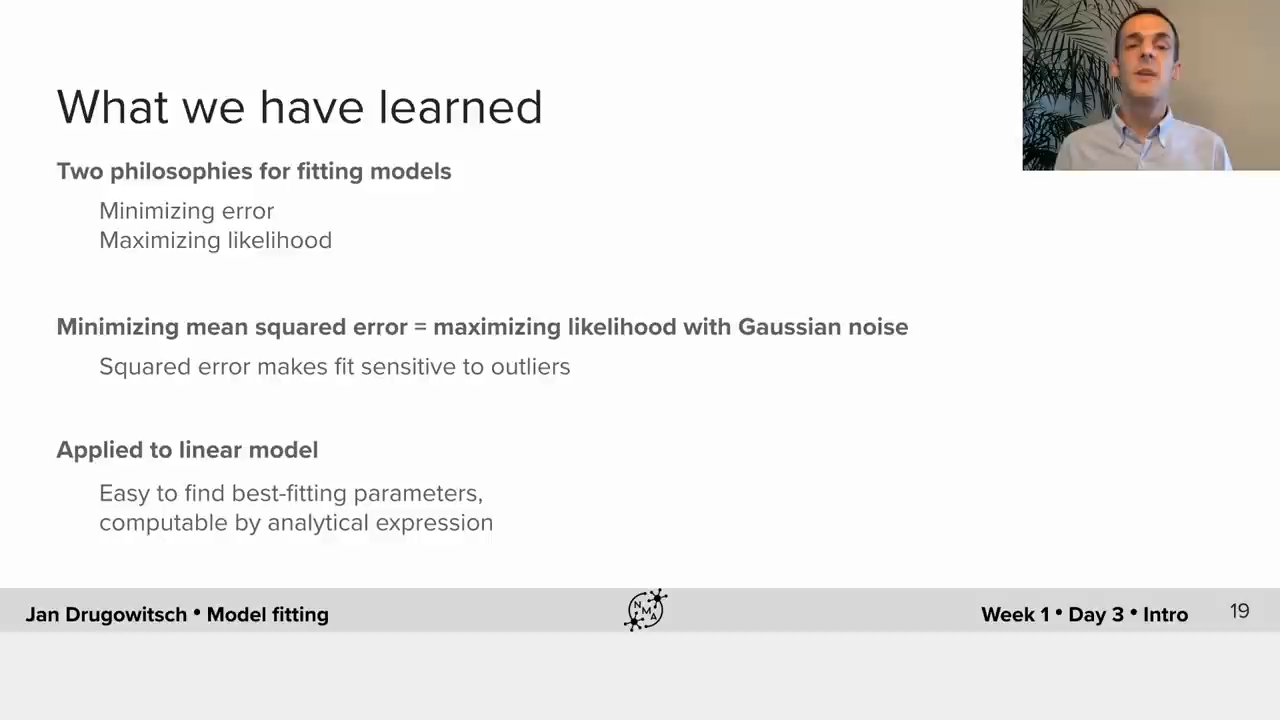 What we have learned
Two philosophies for fitting models
Minimizing error
Maximizing likelihood
Minimizing mean squared error = maximizing likelihood with Gaussian noise
Squared error makes fit sensitive to outliers
Applied to linear model
Easy to find best-fitting parameters,
computable by analytical expression
Jan Drugowitsch • Model fitting
N
M
A
Week 1 • Day 3 • Intro
19